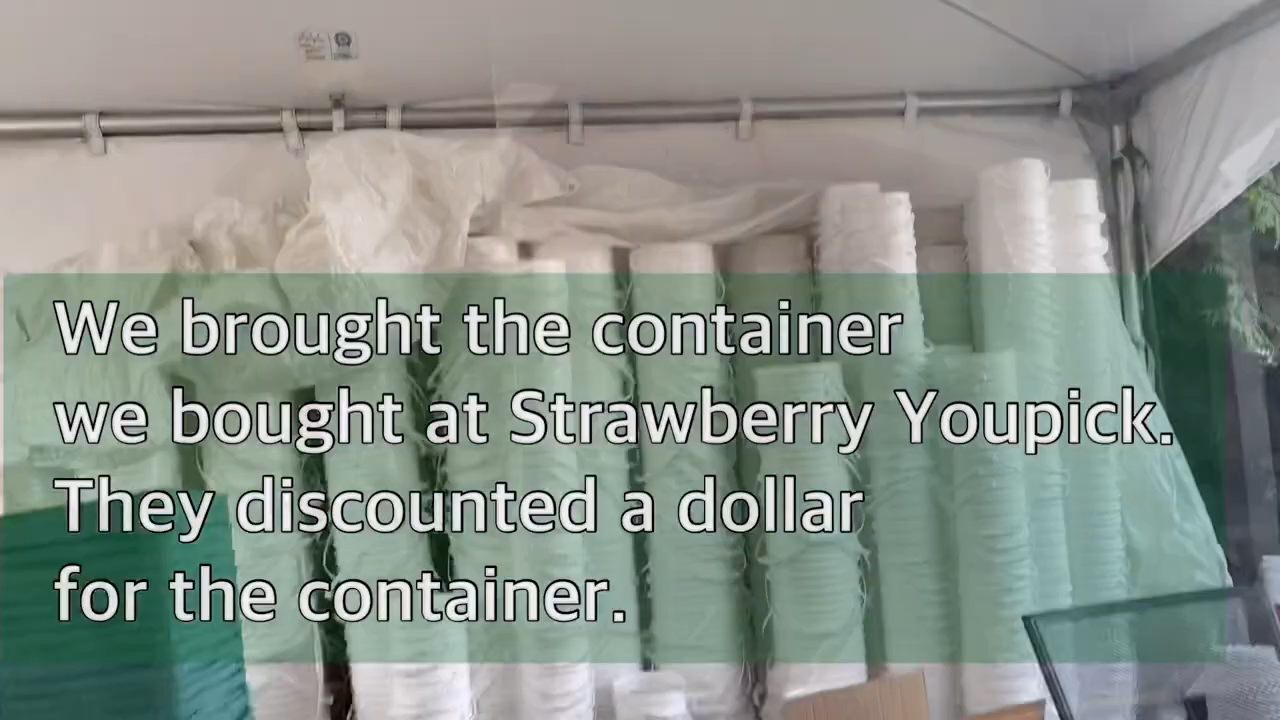 We brought the container
we bought at Strawberry Youpick.
They discounted a dollar
for the container.